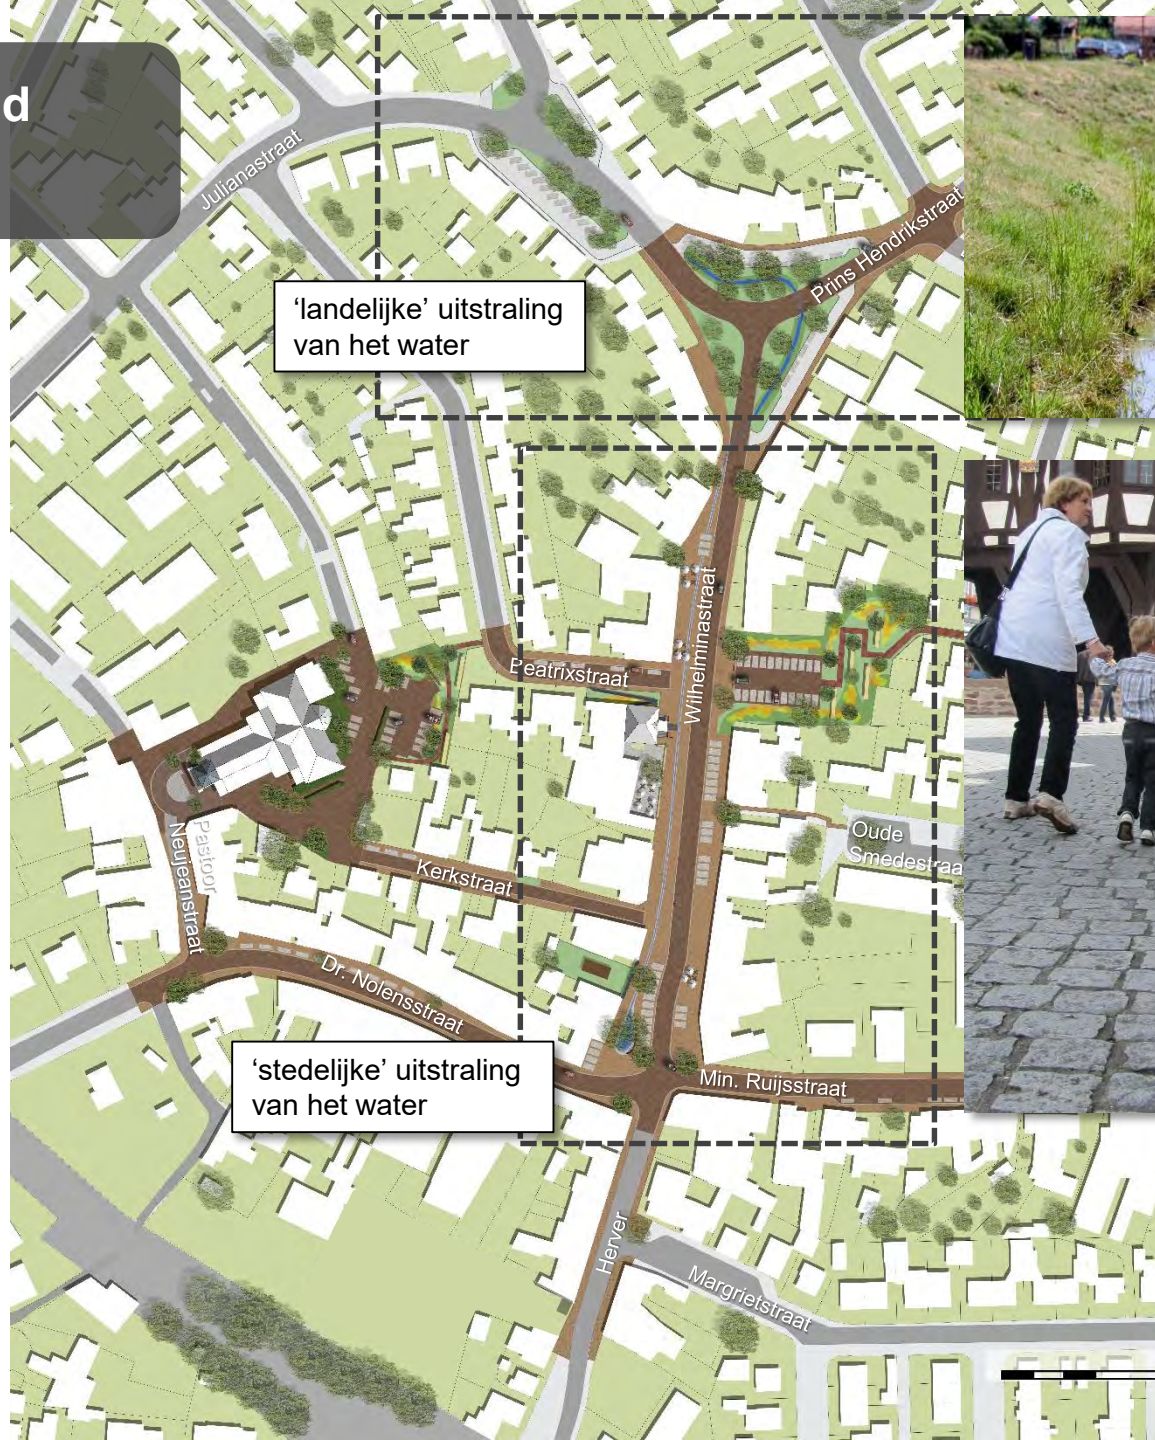 d
Julianastraat
Prins Hendrikstraat
‘landelijke’ uitstraling
van het water
Wilhelminastraat
Beatrixstraat
Oude
Smedestraa
Pastoor
Neujeanstraat
Kerkstraat
Dr. Nolensstraat
‘stedelijke’ uitstraling
van het water
Min. Ruijsstraat
Herver
Margrietstraat